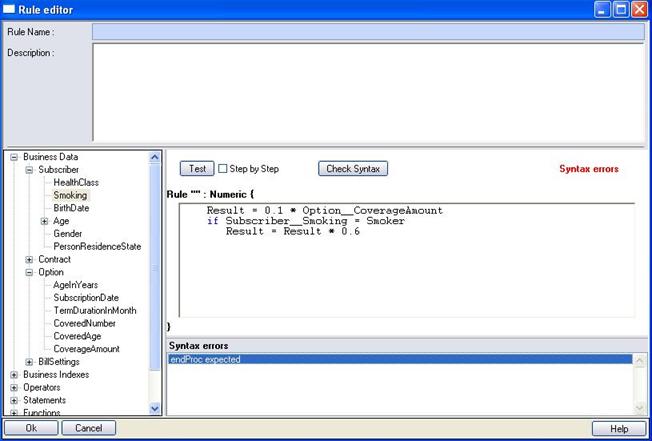 Rule editor
Rule Name :
Description :
Business Data
Subscriber
HealthClass
Smoking
BirthDate
Age
Gender
PersonResidenceState
Contract
Option
AgeInYears
SubscriptionDate
TermDurationInMonth
CoveredNumber
CoveredAge
CoverageAmount
BillSettings
Business Indexes
Operators
Statements
Functions
Test Step by Step Check Syntax Syntax errors
Rule "" : Numeric {
Result = 0.1 * Option__CoverageAmount
if Subscriber__Smoking = Smoker
Result = Result * 0.6
}
Syntax errors
endProc expected
Ok Cancel Help